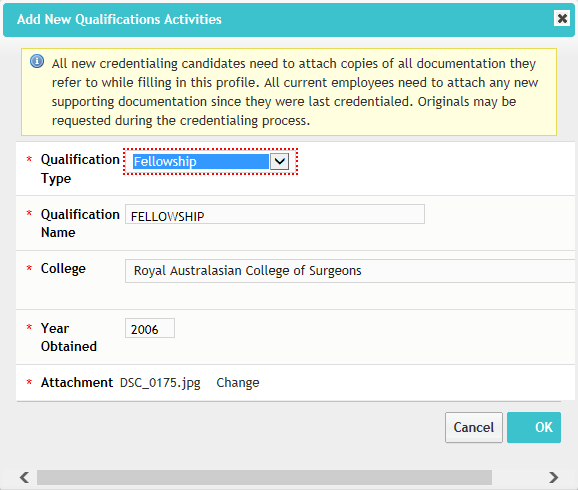 Add New Qualifications Activities
All new credentialing candidates need to attach copies of all documentation they
refer to while filling in this profile. All current employees need to attach any new
supporting documentation since they were last credentialed. Originals may be
requested during the credentialing process.
* Qualification Type Fellowship
* Qualification Name FELLOWSHIP
* College Royal Australasian College of Surgeons
* Year Obtained 2006
* Attachment DSC_0175.jpg Change
Cancel OK